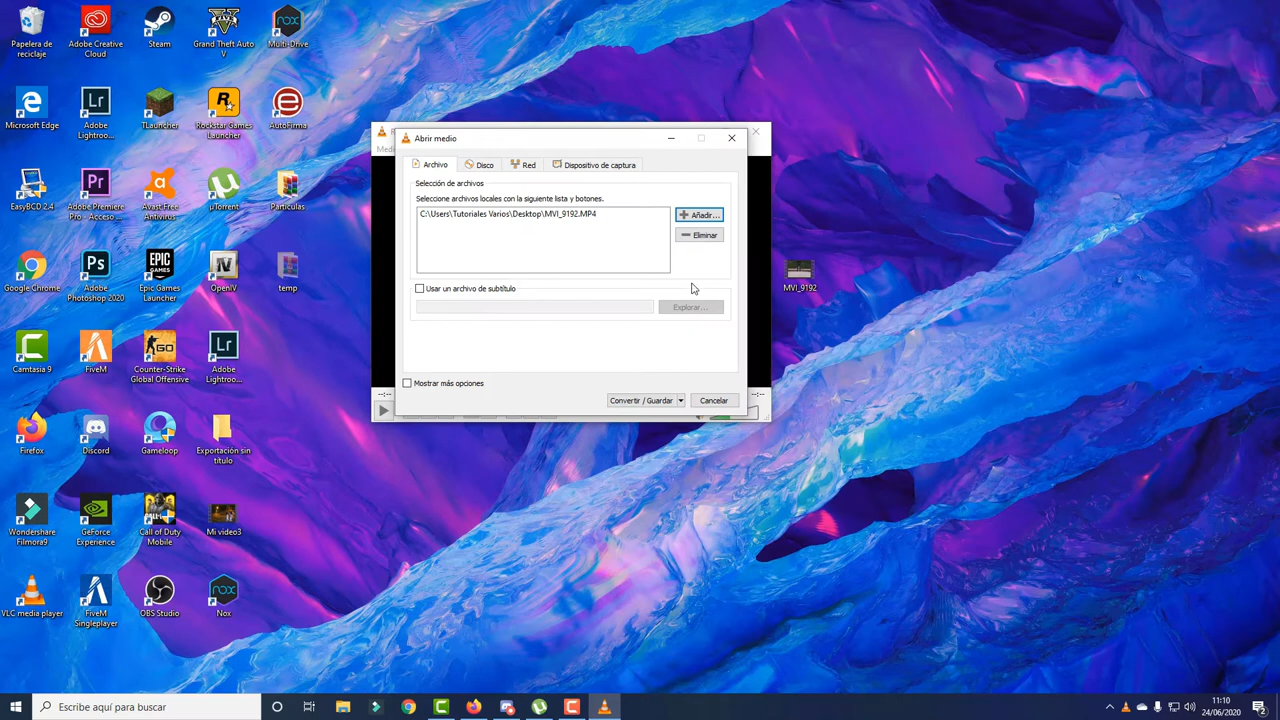 Papelera de
reciclaje
Adobe Creative
Cloud
Steam
Grand Theft Auto
V
Multi-Drive
Microsoft Edge
Adobe
Lightroo...
TLauncher
Rockstar Games
Launcher
AutoFirma
EasyBCD 2.4
Adobe Premiere
Pro - Acceso ...
Avast Free
Antivirus
µTorrent
Particulas
Google Chrome
Adobe
Photoshop 2020
Epic Games
Launcher
OpenIV
temp
Camtasia 9
FiveM
Counter-Strike
Global Offensive
Adobe
Lightroo...
Firefox
Discord
Gameloop
Exportación sin
título
Wondershare
Filmora9
GeForce
Experience
Call of Duty
Mobile
Mi video3
VLC media player
FiveM
Singleplayer
OBS Studio
Nox
MVI_9192
Abrir medio
Archivo
Disco
Red
Dispositivo de captura
Selección de archivos
Seleccione archivos locales con la siguiente lista y botones.
C:\Users\Tutoriales Varios\Desktop\MVI_9192.MP4
Añadir...
Eliminar
Usar un archivo de subtítulo
Explorar...
Mostrar más opciones
Convertir / Guardar
Cancelar
--:--
--:--
Escribe aquí para buscar
11:10
24/06/2020